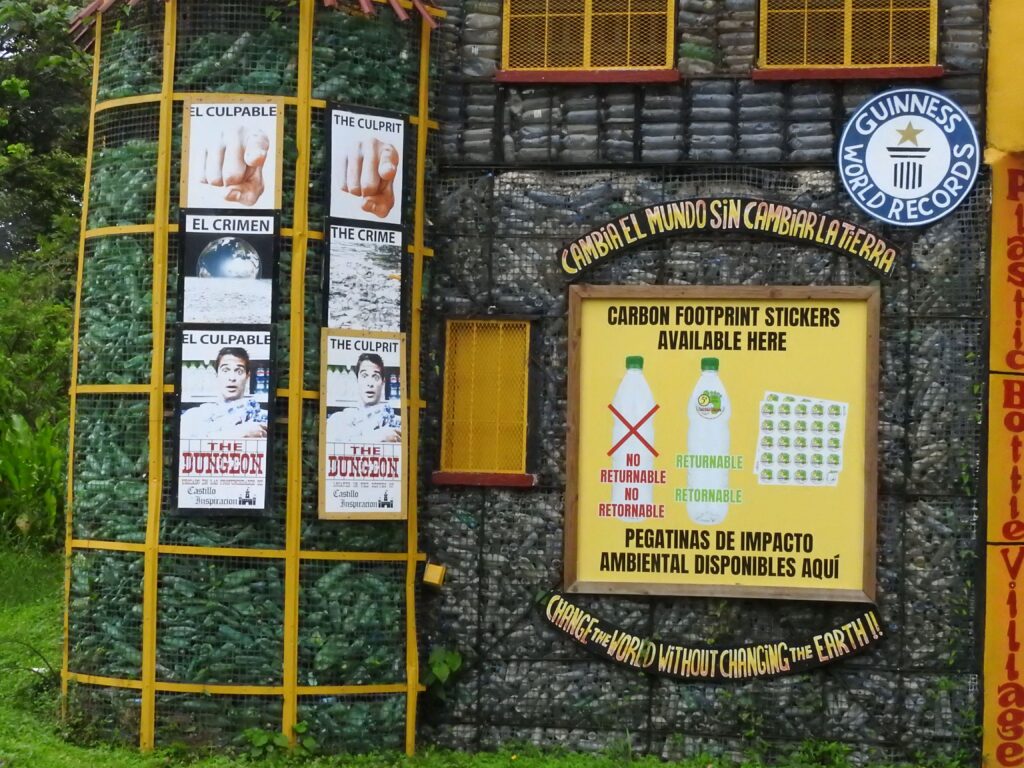 EL CULPABLE
THE CULPRIT
EL CRIMEN
THE CRIME
EL CULPABLE
THE DUNGEON
Castillo
Inspiracion
THE CULPRIT
THE DUNGEON
Castillo
Inspiracion
GUINNESS
WORLD RECORDS
CAMBIA EL MUNDO SIN CAMBIAR LA TIERRA
CARBON FOOTPRINT STICKERS
AVAILABLE HERE
NO
RETURNABLE
NO
RETORNABLE
RETURNABLE
RETORNABLE
PEGATINAS DE IMPACTO
AMBIENTAL DISPONIBLES AQUÍ
CHANGE THE WORLD WITHOUT CHANGING THE EARTH !!
Plastic Bottle Village